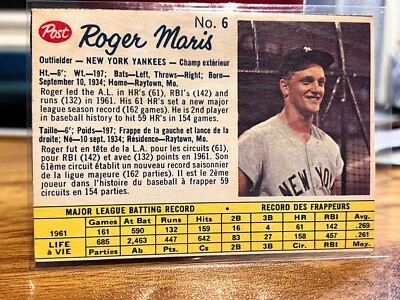 No. 6
Post Roger Maris
Outfielder — NEW YORK YANKEES — Champ extérieur
Ht.—6'; Wt.—197; Bats—Left, Throws—Right; Born—
September 10, 1934; Home—Raytown, Mo.
Roger led the A.L. in HR's (61), RBI's (142) and
runs (132) in 1961. His 61 HR's set a new major
league season record (162 games). He is 2nd player
in baseball history to hit 59 HR's in 154 games.
Taille—6'; Poids—197; Frappe de la gauche et lance de la
droite; Né—10 sept. 1934; Résidence—Raytown, Mo.
Roger fut en tête de la L.A. pour les circuits (61),
pour RBI (142) et avec (132) points en 1961. Son
61ième circuit établit un nouveau record saisonnier
de la ligue majeure (162 parties). Il est le 2ème
joueur dans l'histoire du baseball à frapper 59
circuits en 154 parties.
NEW YORK
MAJOR LEAGUE BATTING RECORD • RECORD DES FRAPPEURS
Games At Bat Runs Hits 2B 3B HR RBI Avg.
1961 161 590 132 159 16 4 61 142 .269
LIFE à VIE 685 2,463 447 642 83 27 158 457 .261
Parties Ab Pts. C.S. 2B 3B Circ. RBI Moy.